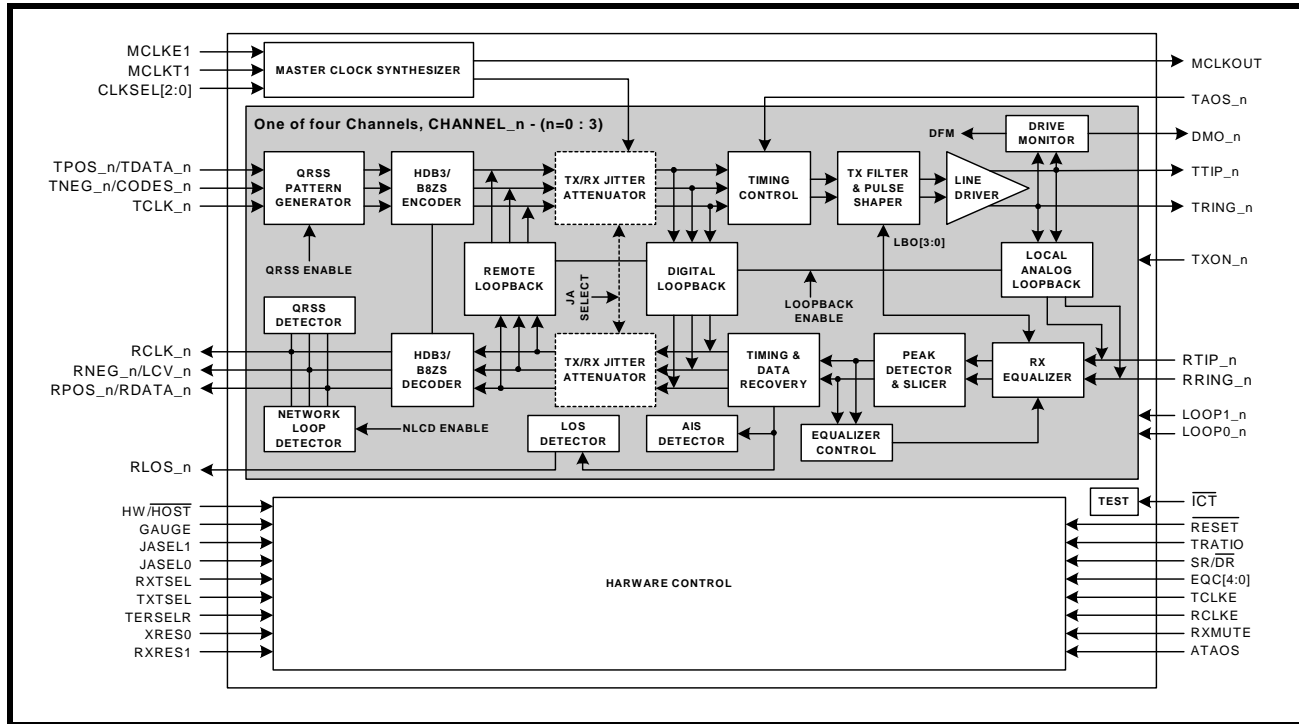 MCLKE1
MCLKT1
CLKSEL[2:0]
MASTER CLOCK SYNTHESIZER
MCLKOUT
TAOS_n
One of four Channels, CHANNEL_n - (n=0 : 3)
DFM
DRIVE
MONITOR
DMO_n
TPOS_n/TDATA_n
TNEG_n/CODES_n
TCLK_n
QRSS
PATTERN
GENERATOR
HDB3/
B8ZS
ENCODER
TX/RX JITTER
ATTENUATOR
TIMING
CONTROL
TX FILTER
& PULSE
SHAPER
LINE
DRIVER
TTIP_n
TRING_n
QRSS ENABLE
REMOTE
LOOPBACK
JA
SELECT
DIGITAL
LOOPBACK
LOOPBACK
ENABLE
LBO[3:0]
LOCAL
ANALOG
LOOPBACK
TXON_n
QRSS
DETECTOR
RCLK_n
RNEG_n/LCV_n
RPOS_n/RDATA_n
HDB3/
B8ZS
DECODER
TX/RX JITTER
ATTENUATOR
TIMING &
DATA
RECOVERY
PEAK
DETECTOR
& SLICER
RX
EQUALIZER
RTIP_n
RRING_n
NETWORK
LOOP
DETECTOR
NLCD ENABLE
LOS
DETECTOR
AIS
DETECTOR
EQUALIZER
CONTROL
LOOP1_n
LOOP0_n
RLOS_n
TEST
ICT
HW/HOST
GAUGE
JASEL1
JASEL0
RXTSEL
TXTSEL
TERSELR
XRES0
RXRES1
HARWARE CONTROL
RESET
TRATIO
SR/DR
EQC[4:0]
TCLKE
RCLKE
RXMUTE
ATAOS